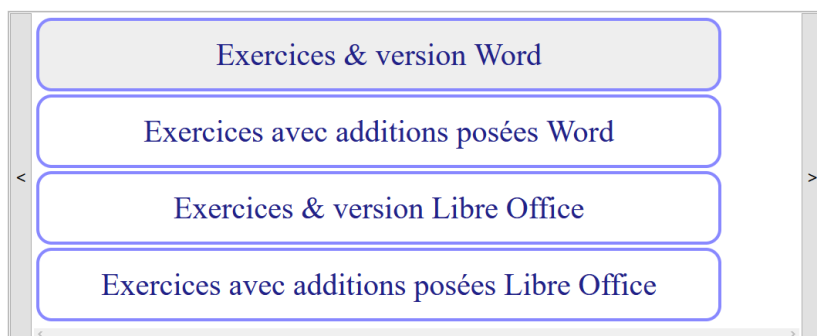 Exercices & version Word
Exercices avec additions posées Word
<
>
Exercices & version Libre Office
Exercices avec additions posées Libre Office